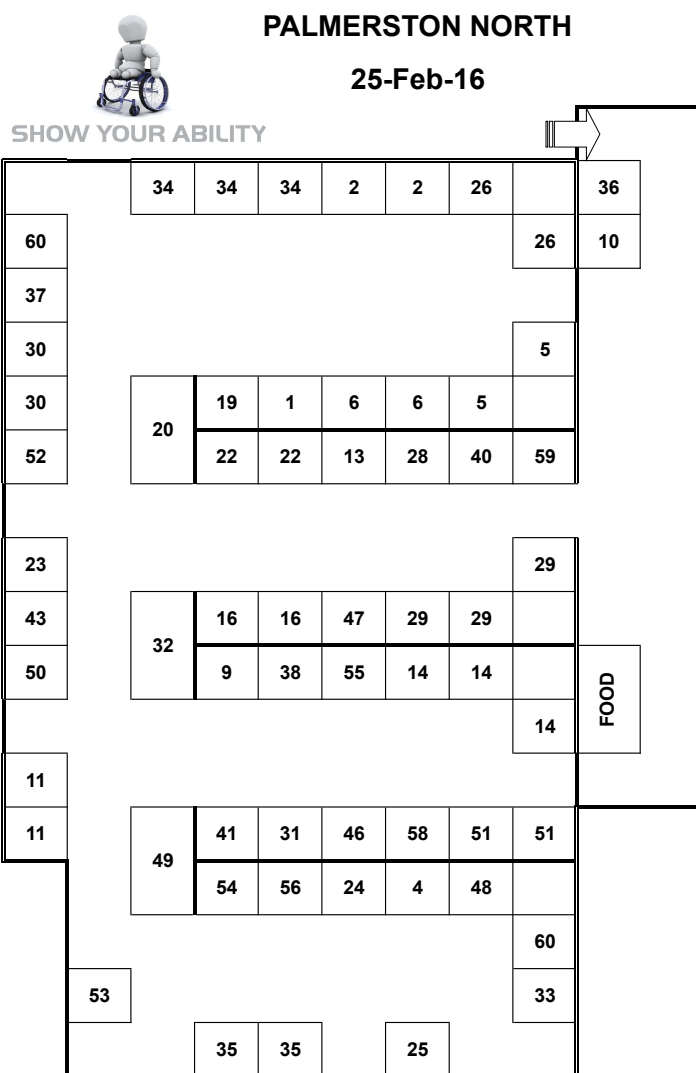 PALMERSTON NORTH
25-Feb-16
SHOW YOUR ABILITY
34 34 34 2 2 26 36
60 26 10
37
30 5
30 19 1 6 6 5
20
52 22 22 13 28 40 59
23 29
43 16 16 47 29 29
32
50 9 38 55 14 14
FOOD
14
11
11 41 31 46 58 51 51
49
54 56 24 4 48
60
53 33
35 35 25